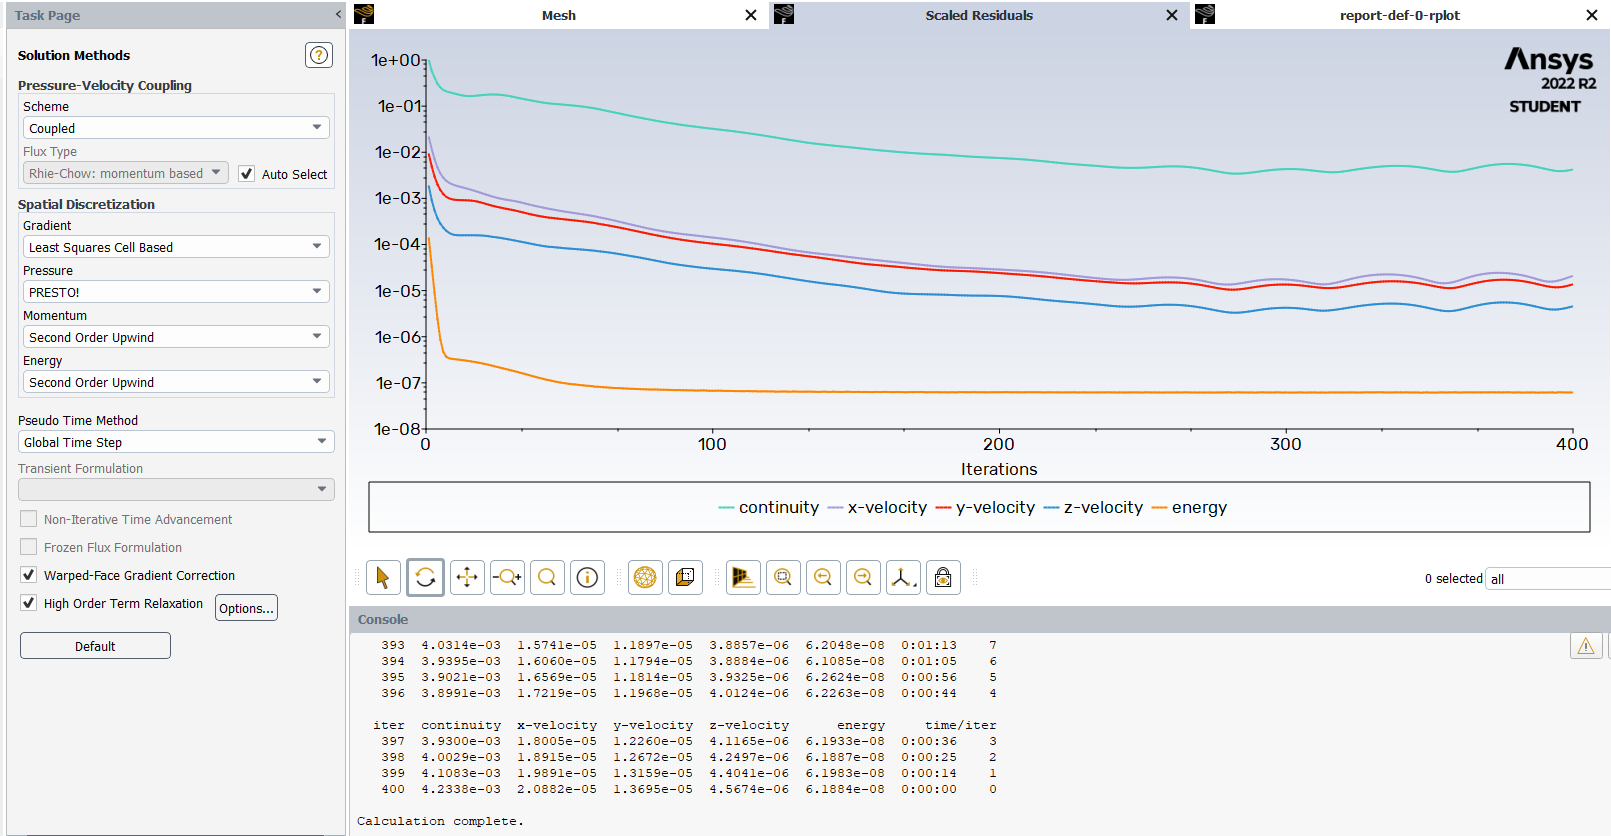 Task Page
<
Solution Methods
?
Pressure-Velocity Coupling
Scheme
Coupled
Flux Type
Rhie-Chow: momentum based
Auto Select
Spatial Discretization
Gradient
Least Squares Cell Based
Pressure
PRESTO!
Momentum
Second Order Upwind
Energy
Second Order Upwind
Pseudo Time Method
Global Time Step
Transient Formulation
Non-Iterative Time Advancement
Frozen Flux Formulation
Warped-Face Gradient Correction
High Order Term Relaxation
Options...
Default
Mesh
Scaled Residuals
report-def-0-rplot
Ansys
2022 R2
STUDENT
1e+00
1e-01
1e-02
1e-03
1e-04
1e-05
1e-06
1e-07
1e-08
0 100 200 300 400
Iterations
continuity x-velocity y-velocity z-velocity energy
0 selected all
Console
393 4.0314e-03 1.5741e-05 1.1897e-05 3.8857e-06 6.2048e-08 0:01:13 7
394 3.9395e-03 1.6060e-05 1.1794e-05 3.8884e-06 6.1085e-08 0:01:05 6
395 3.9021e-03 1.6569e-05 1.1814e-05 3.9325e-06 6.2624e-08 0:00:56 5
396 3.8991e-03 1.7219e-05 1.1968e-05 4.0124e-06 6.2263e-08 0:00:44 4
iter continuity x-velocity y-velocity z-velocity energy time/iter
397 3.9300e-03 1.8005e-05 1.2260e-05 4.1165e-06 6.1933e-08 0:00:36 3
398 4.0029e-03 1.8915e-05 1.2672e-05 4.2497e-06 6.1887e-08 0:00:25 2
399 4.1083e-03 1.9891e-05 1.3159e-05 4.4041e-06 6.1983e-08 0:00:14 1
400 4.2338e-03 2.0882e-05 1.3695e-05 4.5674e-06 6.1884e-08 0:00:00 0
Calculation complete.